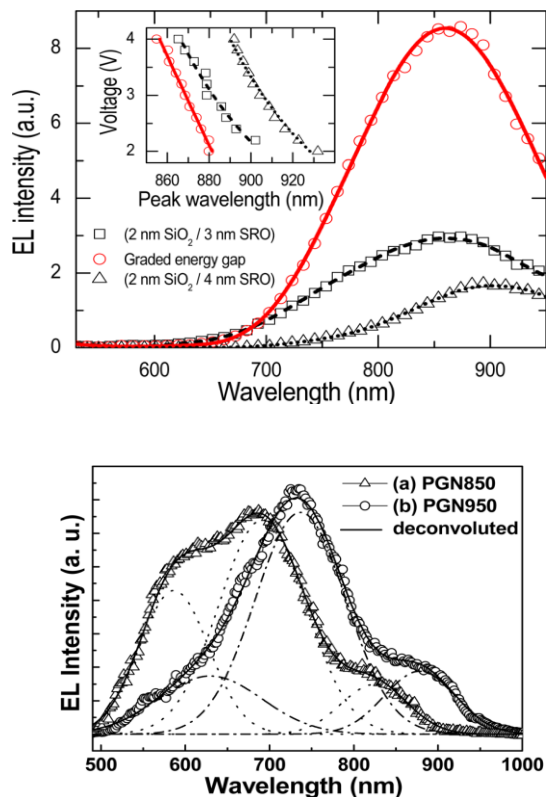 EL intensity (a.u.)
8
6
4
2
0
Voltage (V)
4
3
2
860 880 900 920
Peak wavelength (nm)
(2 nm SiO2 / 3 nm SRO)
Graded energy gap
(2 nm SiO2 / 4 nm SRO)
600 700 800 900
Wavelength (nm)
EL Intensity (a. u.)
(a) PGN850
(b) PGN950
deconvoluted
500 600 700 800 900 1000
Wavelength (nm)